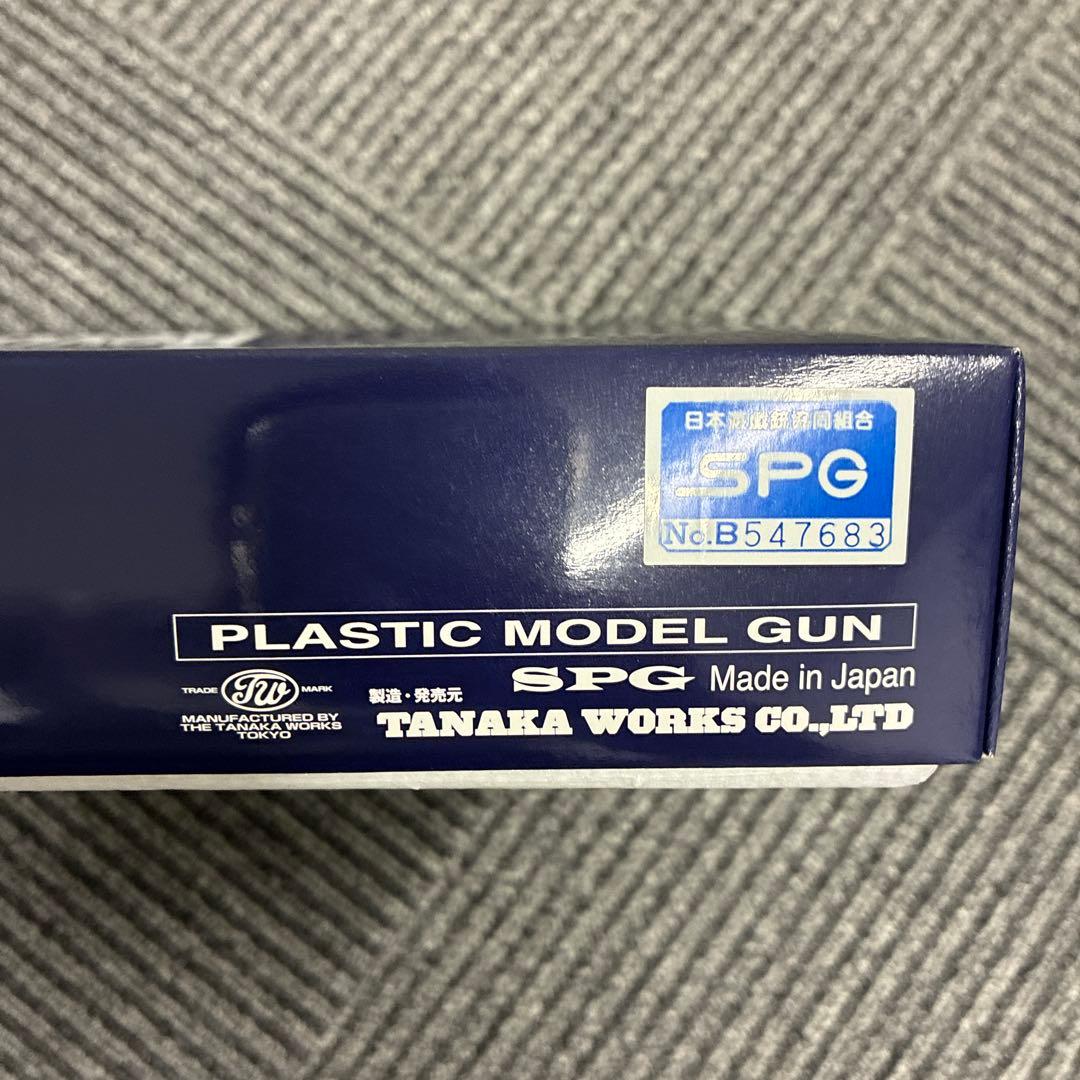 日本遊戯銃協同組合
SPG
No.B547683
PLASTIC MODEL GUN
SPG Made in Japan
TRADE TW MARK
MANUFACTURED BY
THE TANAKA WORKS
TOKYO
製造・発売元
TANAKA WORKS CO.,LTD